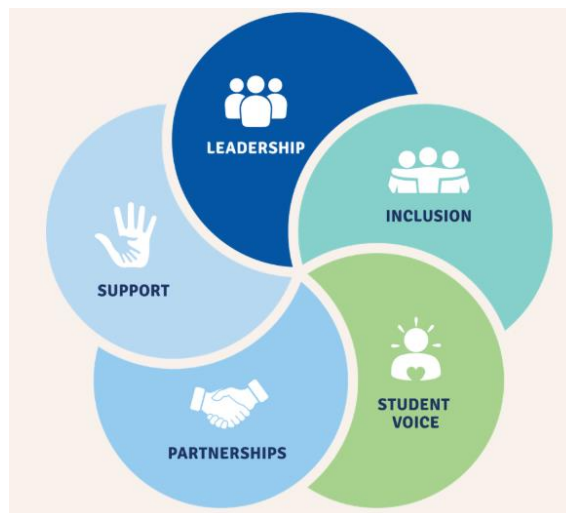 LEADERSHIP
INCLUSION
SUPPORT
STUDENT
VOICE
PARTNERSHIPS